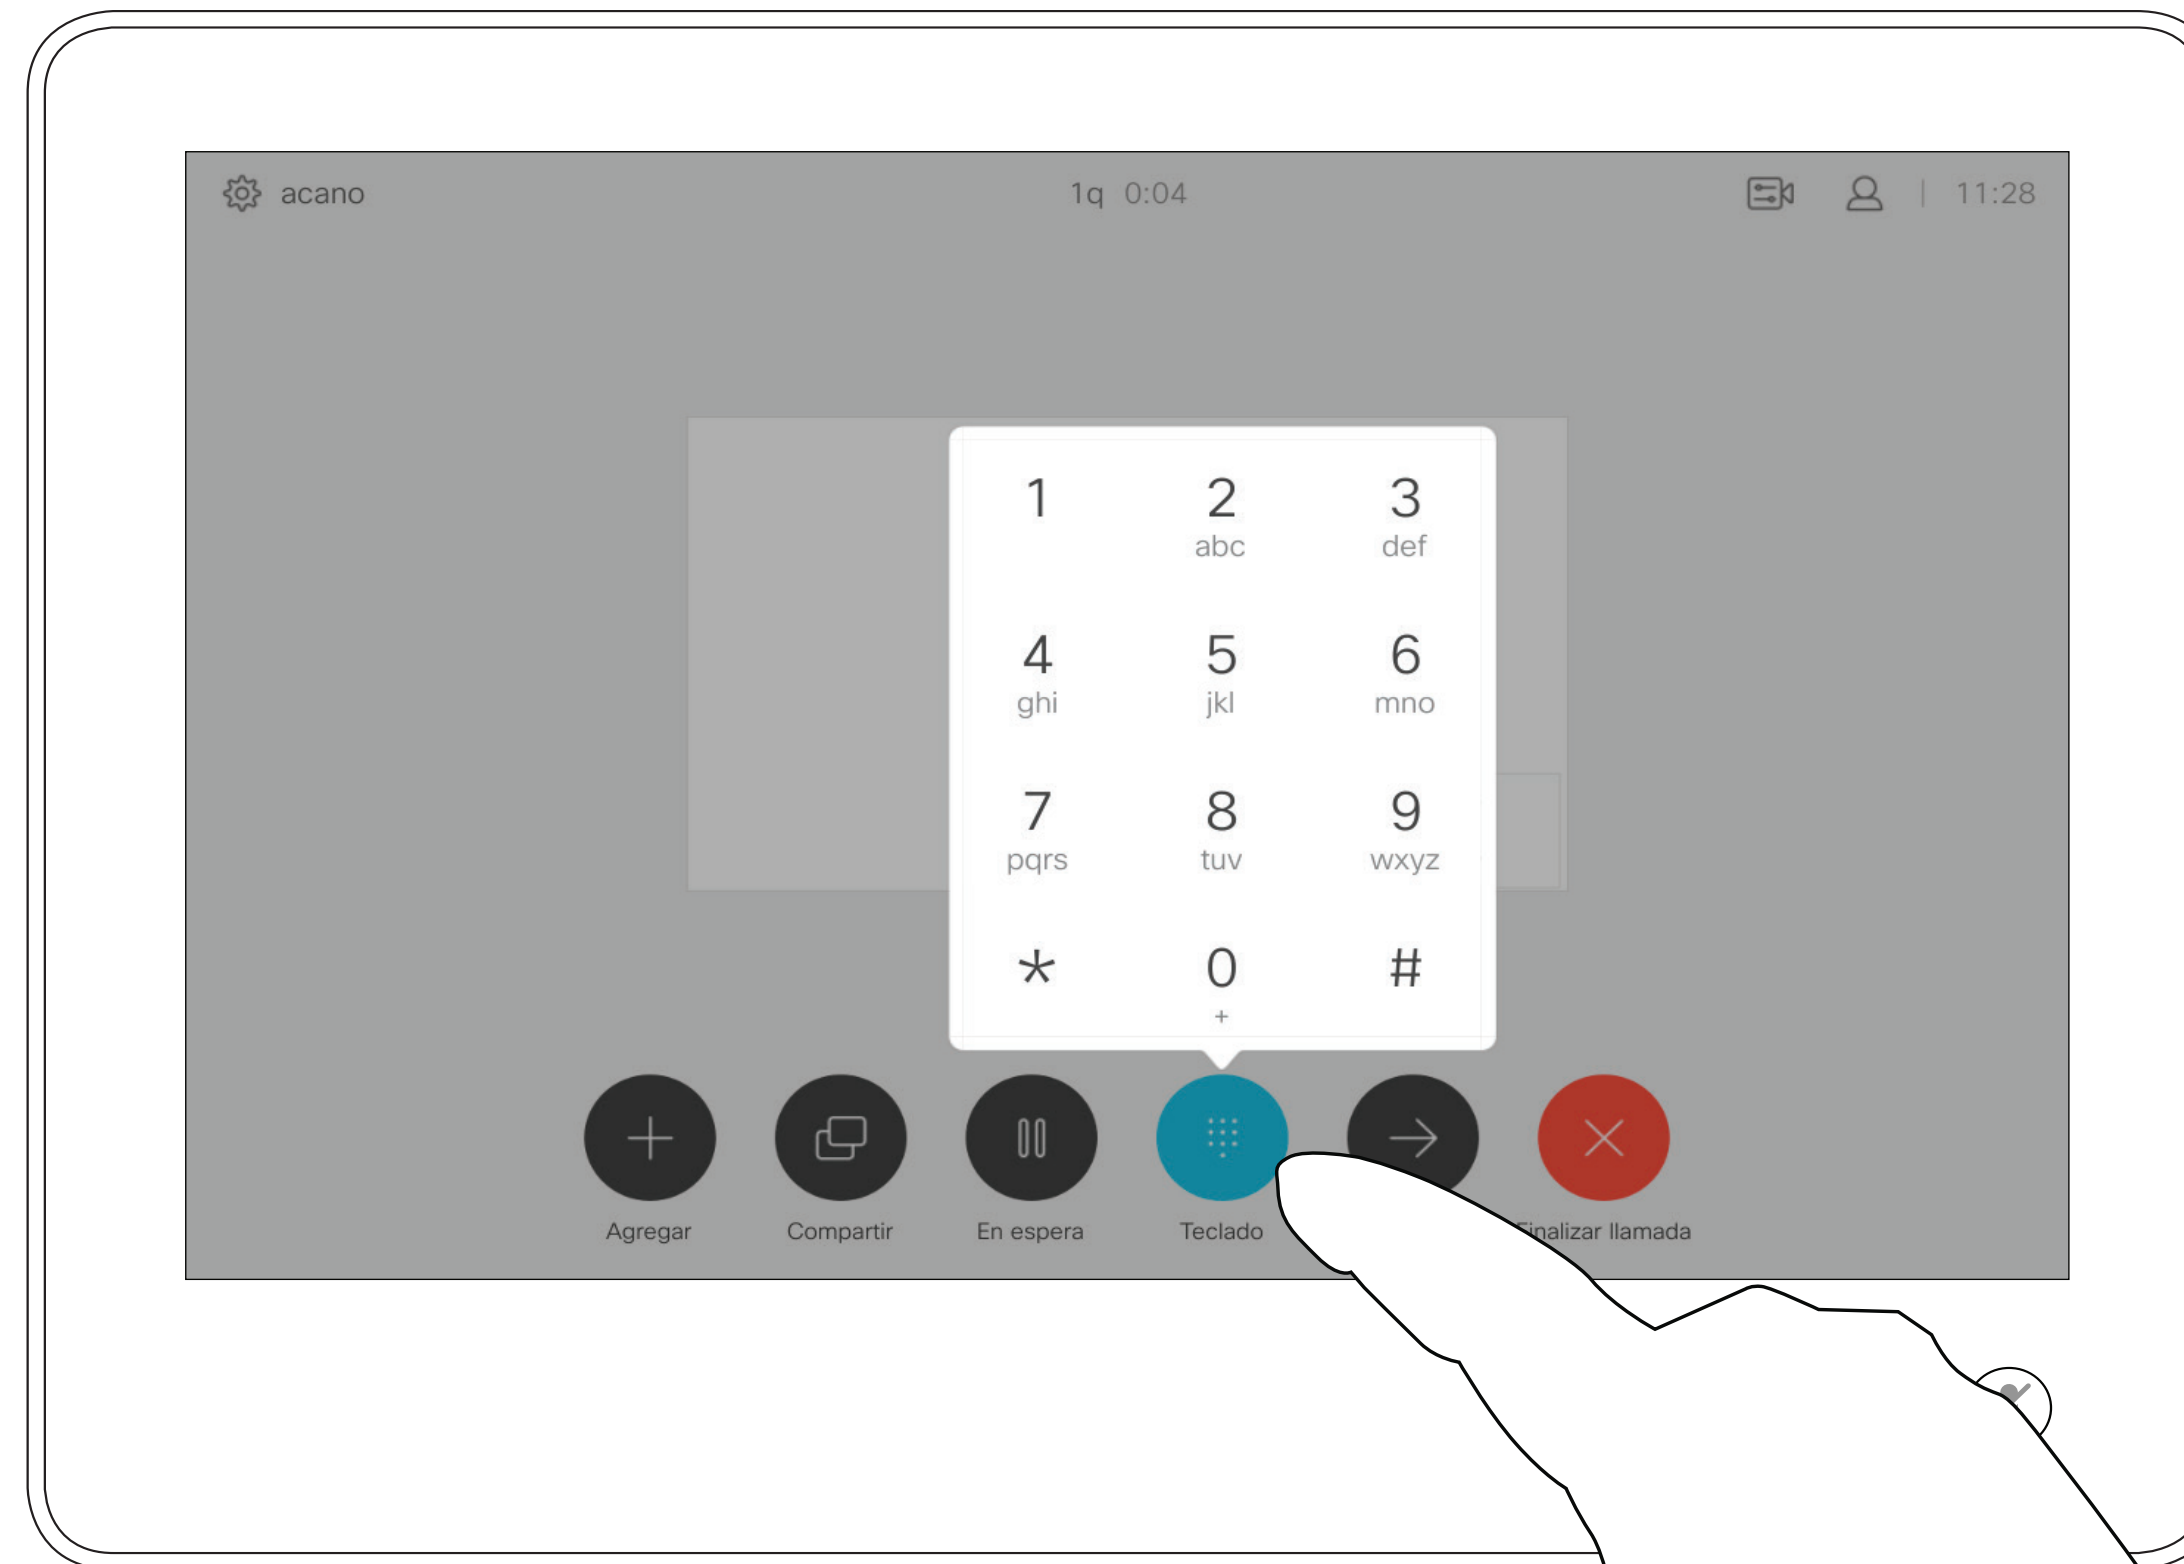 acano 1q 0:04 11:28
1 2 3
abc def
4 5 6
ghi jkl mno
7 8 9
pqrs tuv wxyz
* 0 #
+
Agregar Compartir En espera Teclado Finalizar llamada